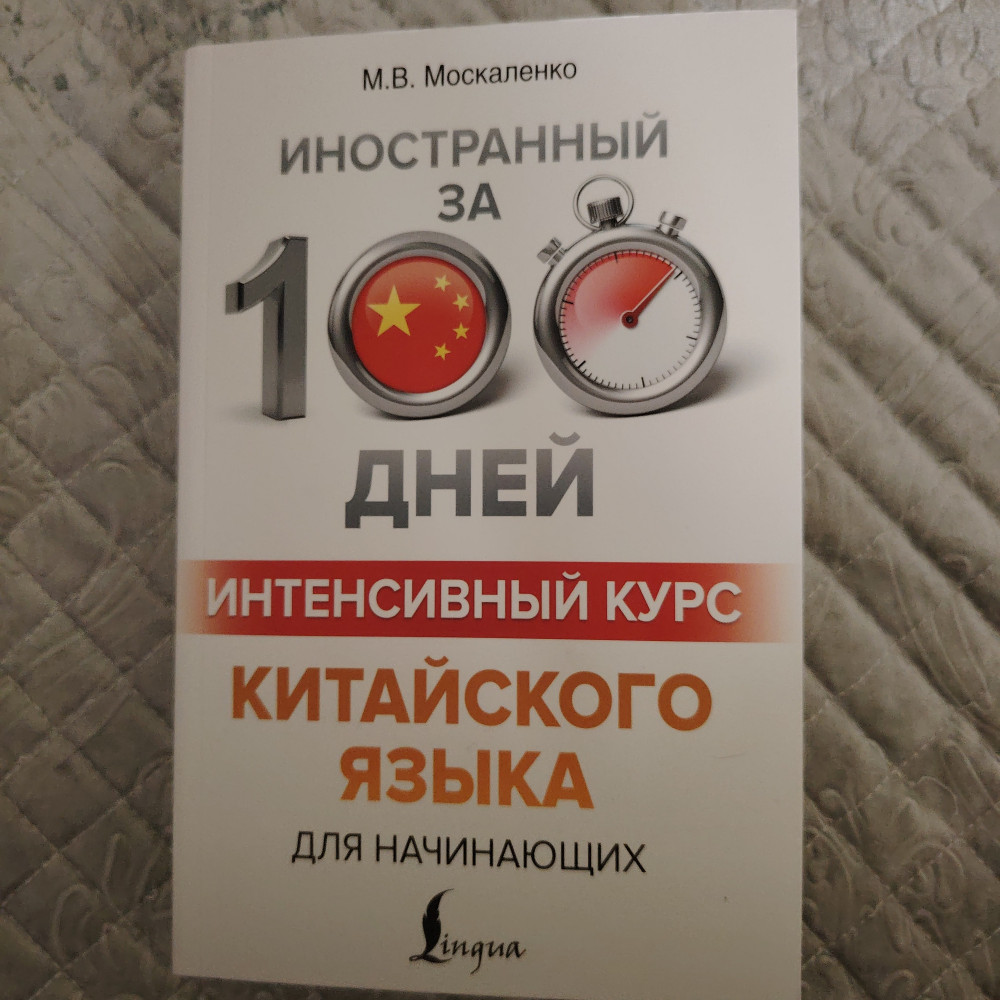 М.В. Москаленко
ИНОСТРАННЫЙ
ЗА
100
ДНЕЙ
ИНТЕНСИВНЫЙ КУРС
КИТАЙСКОГО
ЯЗЫКА
ДЛЯ НАЧИНАЮЩИХ
Lingua